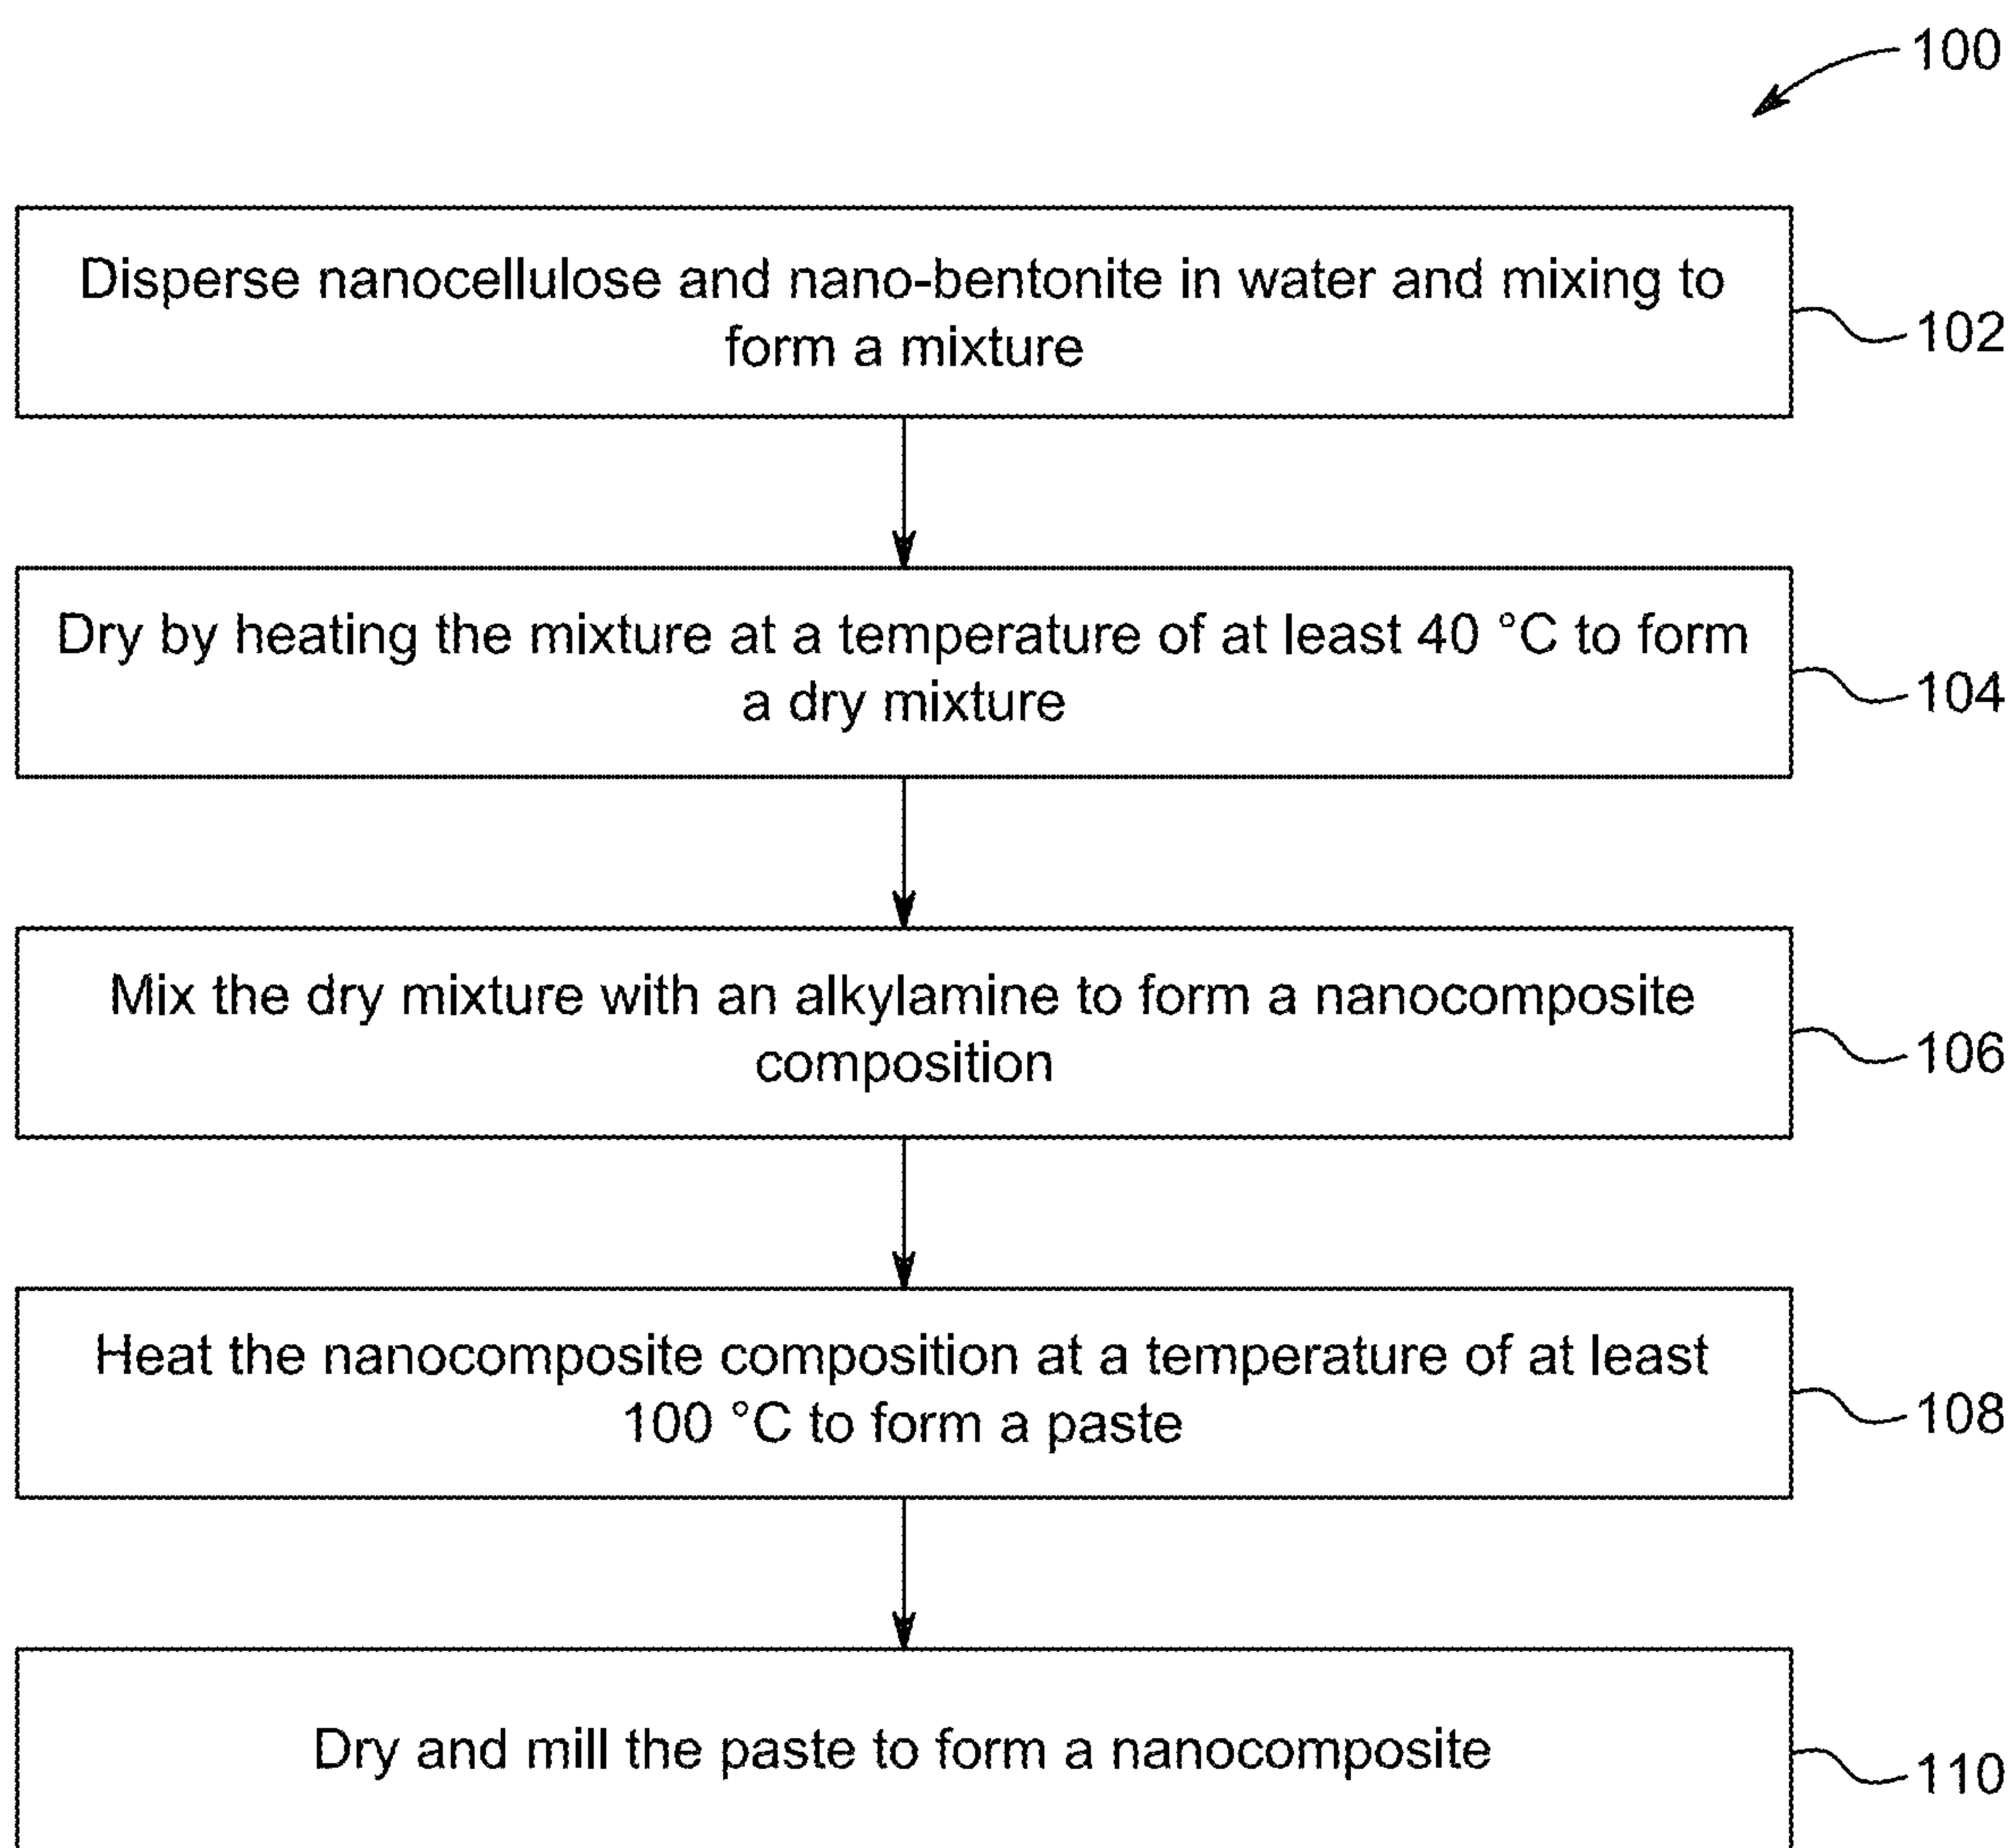 100
Disperse nanocellulose and nano-bentonite in water and mixing to
form a mixture
102
Dry by heating the mixture at a temperature of at least 40 °C to form
a dry mixture
104
Mix the dry mixture with an alkylamine to form a nanocomposite
composition
106
Heat the nanocomposite composition at a temperature of at least
100 °C to form a paste
108
Dry and mill the paste to form a nanocomposite
110